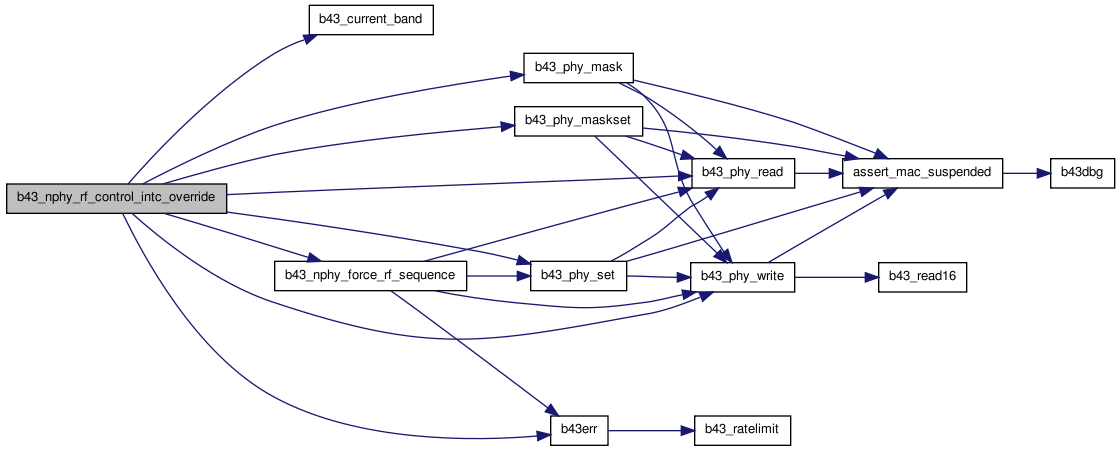 b43_current_band
b43_phy_mask
b43_phy_maskset
b43_phy_read
assert_mac_suspended
b43dbg
b43_nphy_rf_control_intc_override
b43_nphy_force_rf_sequence
b43_phy_set
b43_phy_write
b43_read16
b43err
b43_ratelimit